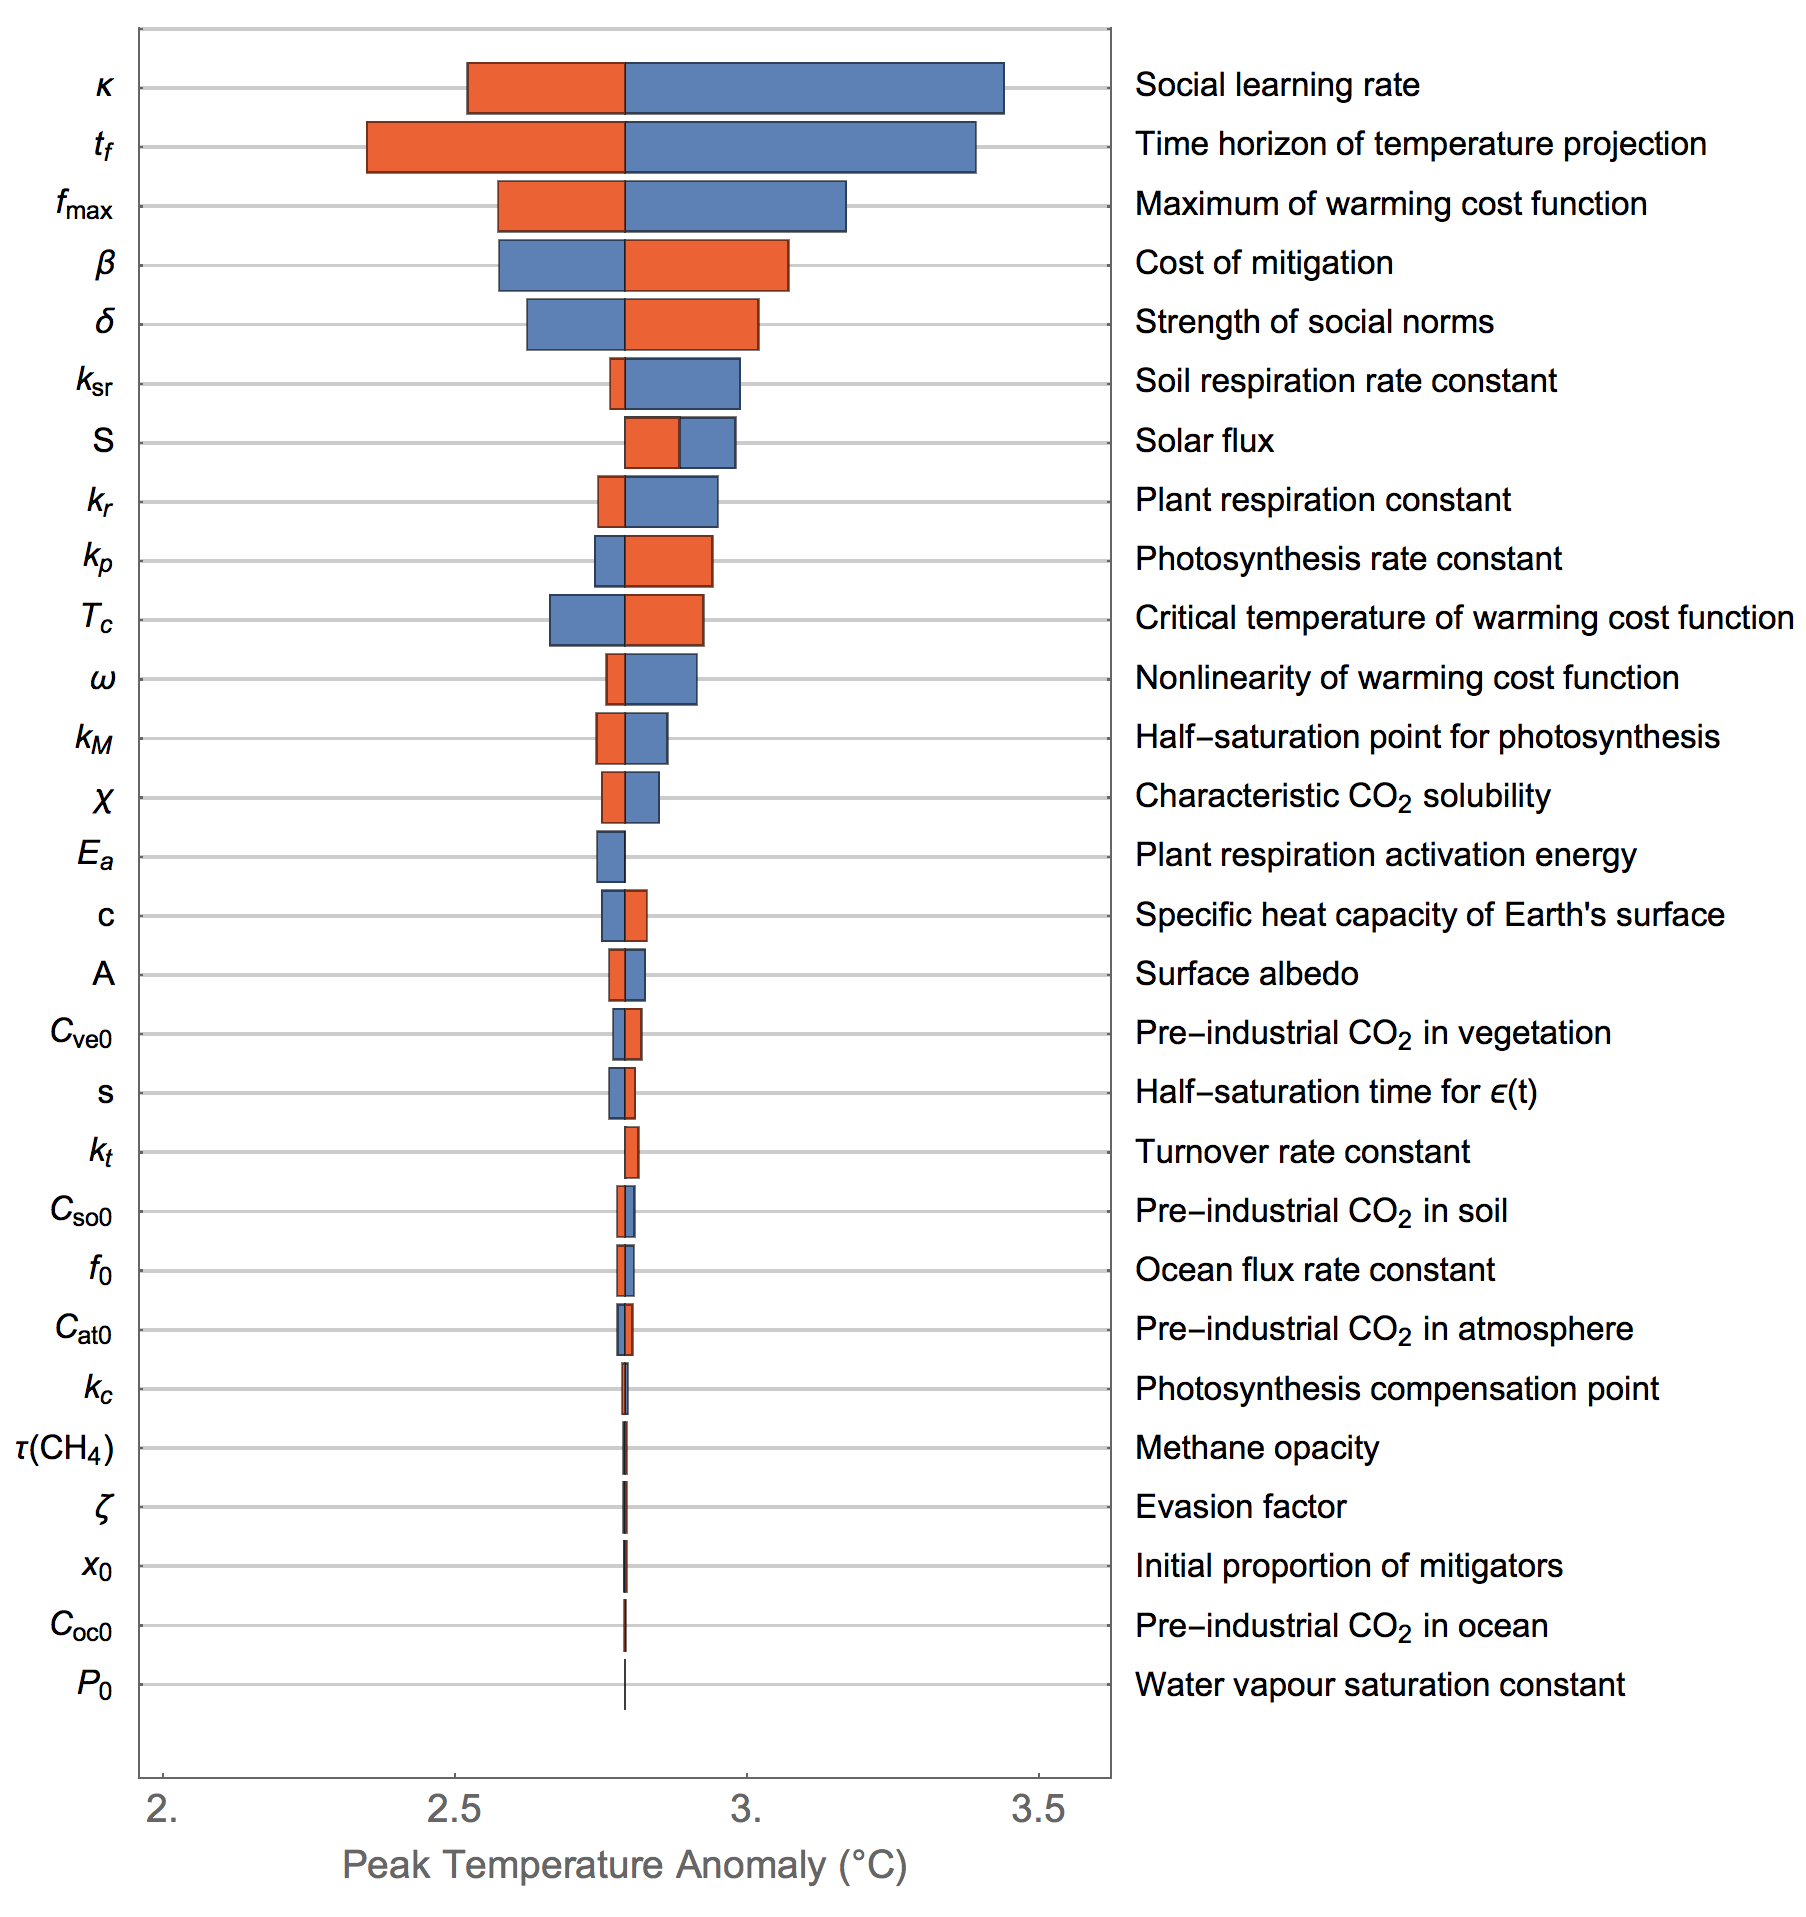 κ Social learning rate
t_f Time horizon of temperature projection
f_max Maximum of warming cost function
β Cost of mitigation
δ Strength of social norms
k_sr Soil respiration rate constant
S Solar flux
k_r Plant respiration constant
k_p Photosynthesis rate constant
T_c Critical temperature of warming cost function
ω Nonlinearity of warming cost function
k_M Half−saturation point for photosynthesis
χ Characteristic CO₂ solubility
E_a Plant respiration activation energy
c Specific heat capacity of Earth's surface
A Surface albedo
C_ve0 Pre−industrial CO₂ in vegetation
s Half−saturation time for ϵ(t)
k_t Turnover rate constant
C_so0 Pre−industrial CO₂ in soil
f₀ Ocean flux rate constant
C_at0 Pre−industrial CO₂ in atmosphere
k_c Photosynthesis compensation point
τ(CH₄) Methane opacity
ζ Evasion factor
x₀ Initial proportion of mitigators
C_oc0 Pre−industrial CO₂ in ocean
P₀ Water vapour saturation constant
2. 2.5 3. 3.5
Peak Temperature Anomaly (°C)